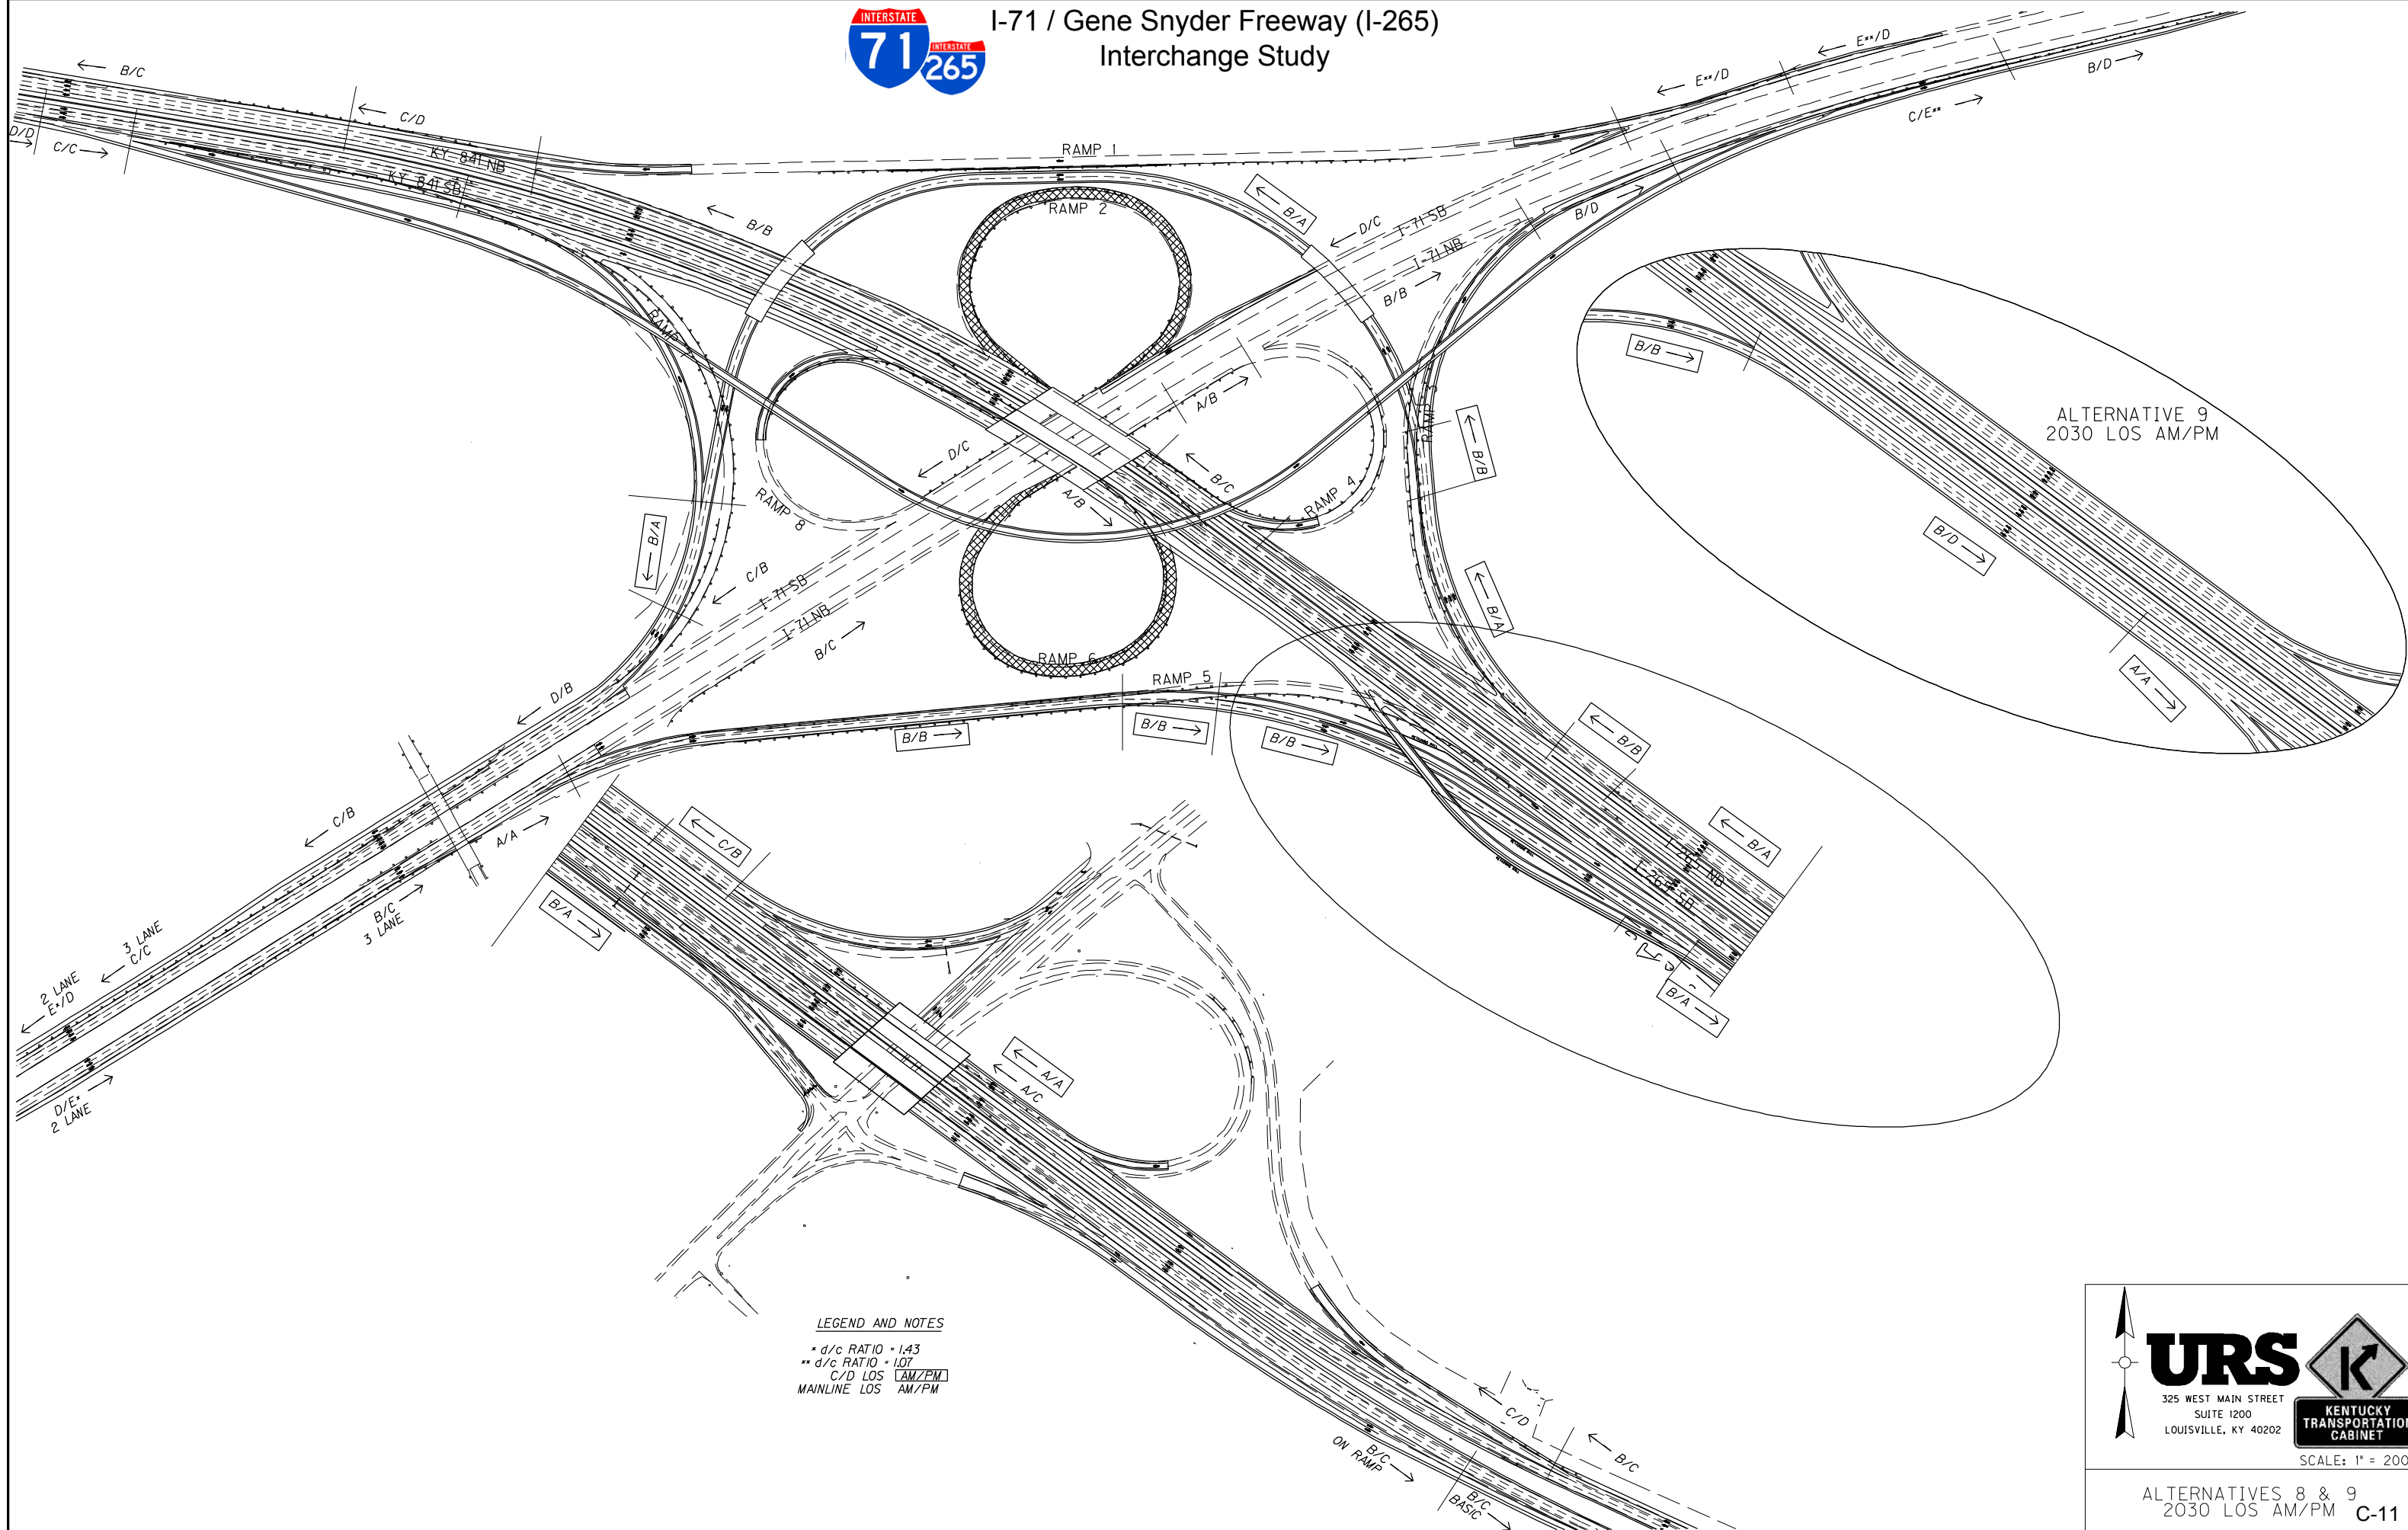 INTERSTATE
71
INTERSTATE
265
I-71 / Gene Snyder Freeway (I-265)
Interchange Study
B/C
C/D
D/D
C/C
KY 841 NB
KY 841 SB
RAMP 1
RAMP 2
B/A
B/B
D/C
I-71 SB
I-71 NB
B/B
E**/D
E**/D
B/D
C/E**
B/D
RAMP
RAMP 3
A/B
D/C
B/C
A/B
RAMP 4
B/B
RAMP 8
B/A
C/B
I-71 SB
I-71 NB
B/C
B/A
RAMP 6
RAMP 5
D/B
B/B
B/B
B/B
B/B
B/A
I-265 NB
I-265 SB
B/A
B/B
ALTERNATIVE 9
2030 LOS AM/PM
B/D
A/A
C/B
A/A
B/C
3 LANE
3 LANE
C/C
2 LANE
E*/D
D/E*
2 LANE
C/B
B/A
A/A
A/C
C/D
B/C
B/C
ON RAMP
B/C
BASIC
LEGEND AND NOTES
* d/c RATIO = 1.43
** d/c RATIO = 1.07
C/D LOS AM/PM
MAINLINE LOS AM/PM
URS
325 WEST MAIN STREET
SUITE 1200
LOUISVILLE, KY 40202
KENTUCKY
TRANSPORTATION
CABINET
SCALE: 1" = 200
ALTERNATIVES 8 & 9
2030 LOS AM/PM
C-11